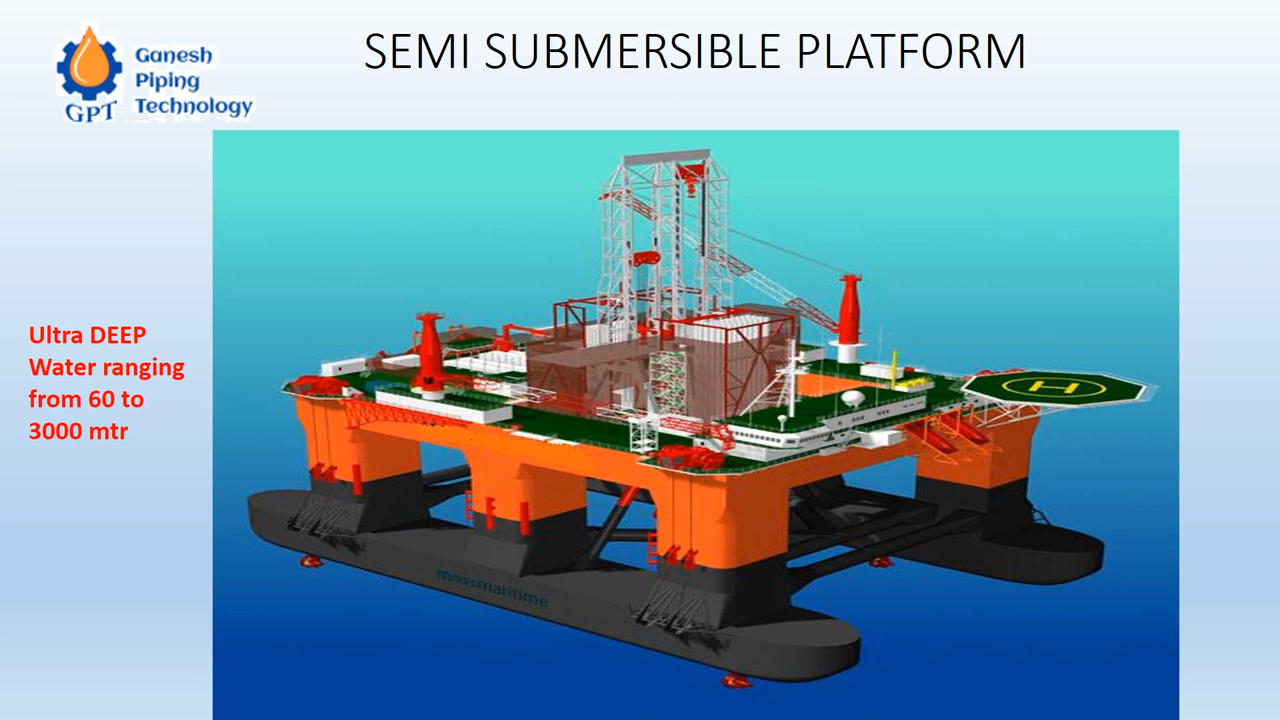 SEMI SUBMERSIBLE PLATFORM
Ganesh
Piping
Technology
GPT
Ultra DEEP
Water ranging
from 60 to
3000 mtr
H
mossmaritime